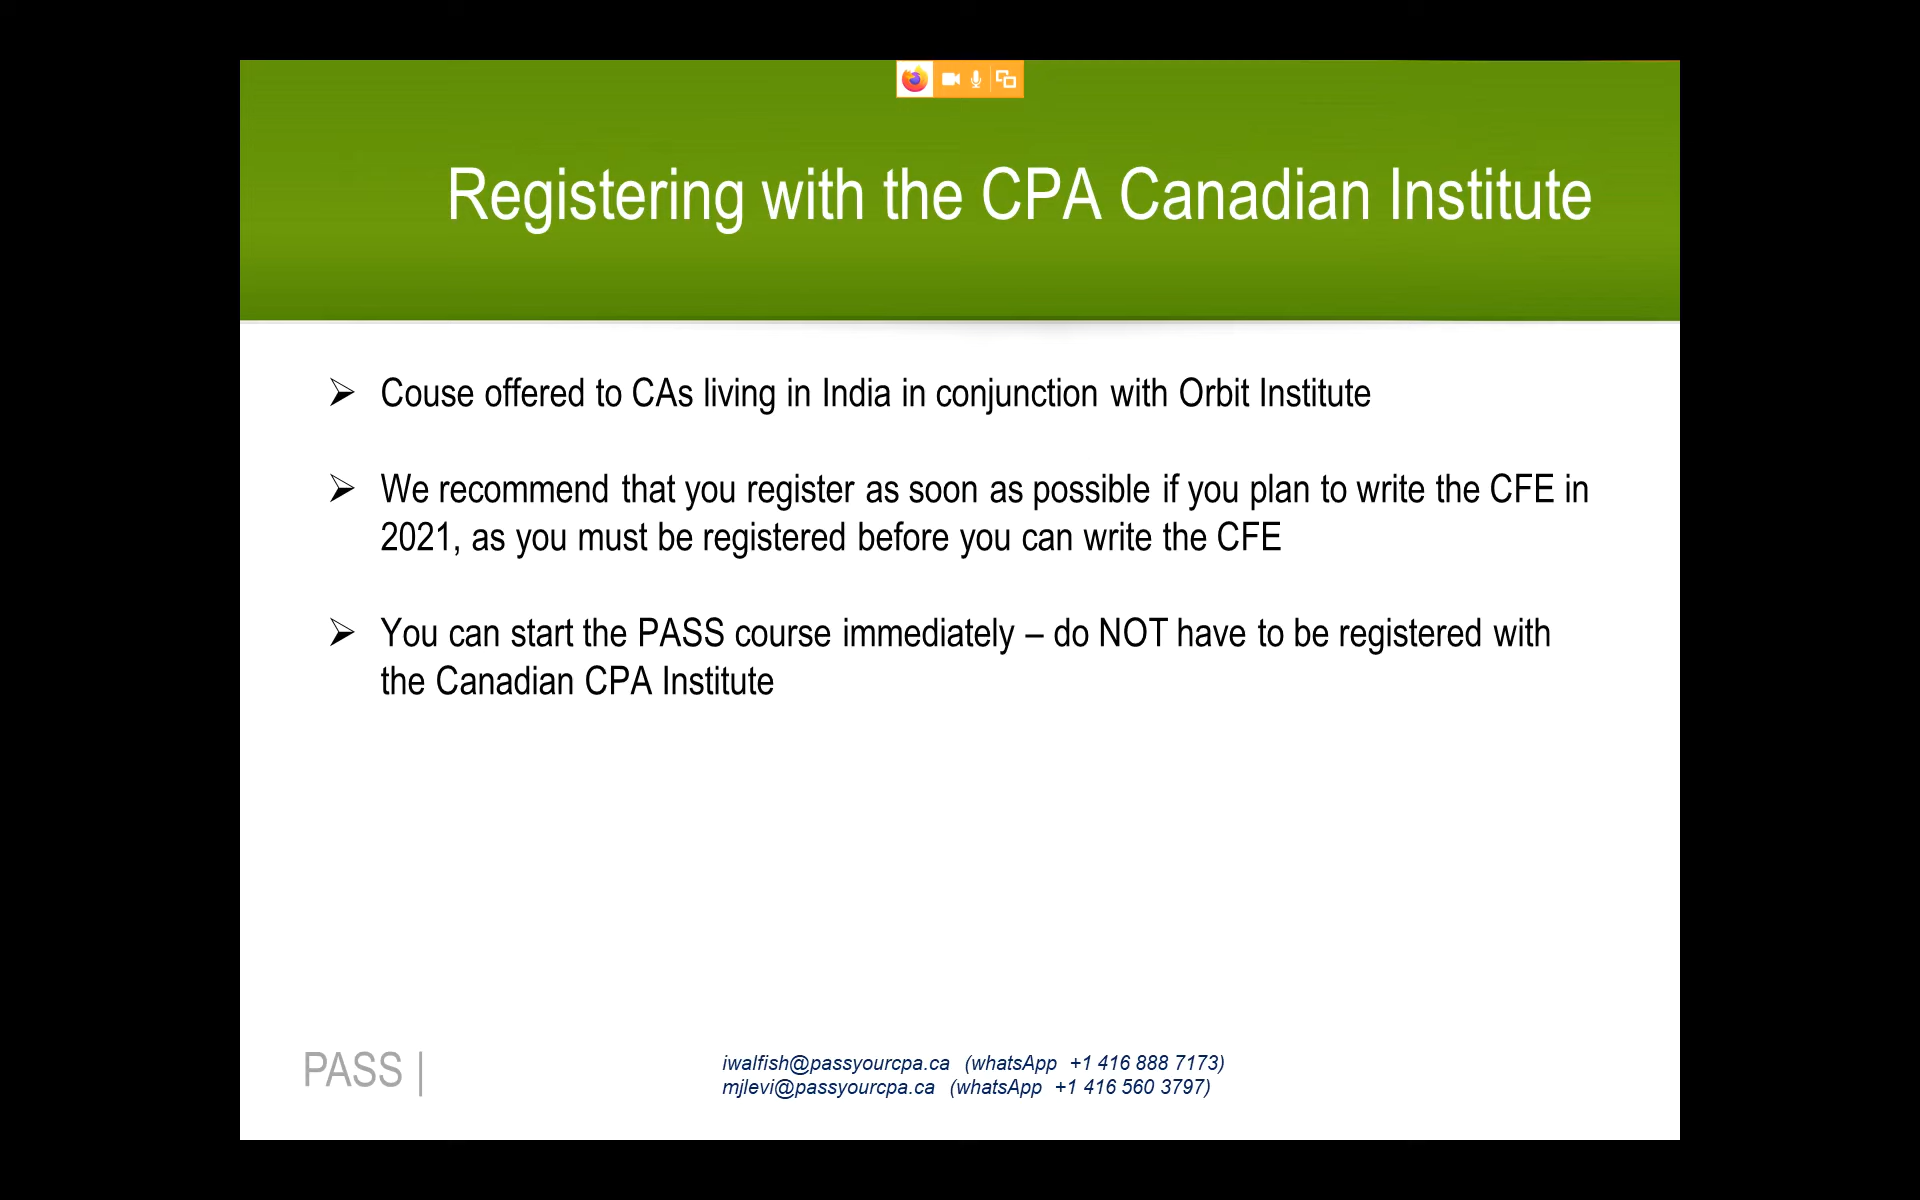 Registering with the CPA Canadian Institute
Couse offered to CAs living in India in conjunction with Orbit Institute
We recommend that you register as soon as possible if you plan to write the CFE in
2021, as you must be registered before you can write the CFE
You can start the PASS course immediately – do NOT have to be registered with
the Canadian CPA Institute
PASS |
iwalfish@passyourcpa.ca (whatsApp +1 416 888 7173)
mjlevi@passyourcpa.ca (whatsApp +1 416 560 3797)